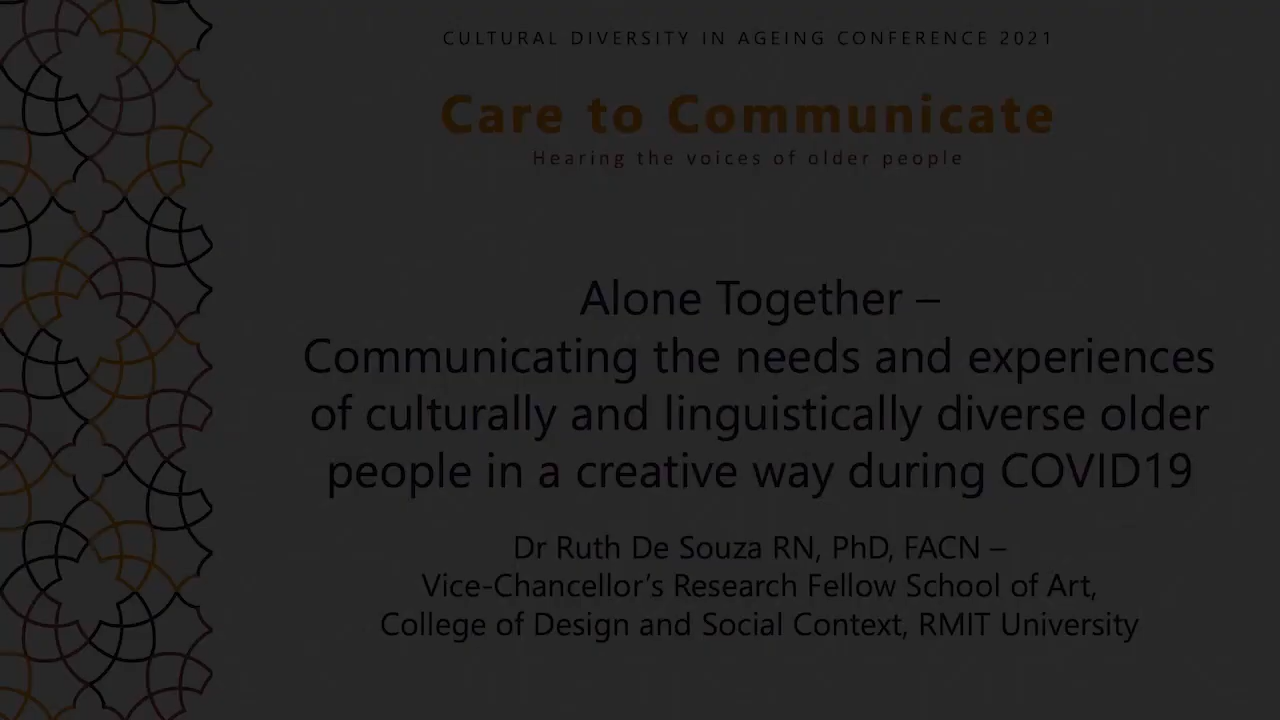 CULTURAL DIVERSITY IN AGEING CONFERENCE 2021
Care to Communicate
Hearing the voices of older people
Alone Together –
Communicating the needs and experiences
of culturally and linguistically diverse older
people in a creative way during COVID19
Dr Ruth De Souza RN, PhD, FACN –
Vice-Chancellor’s Research Fellow School of Art,
College of Design and Social Context, RMIT University